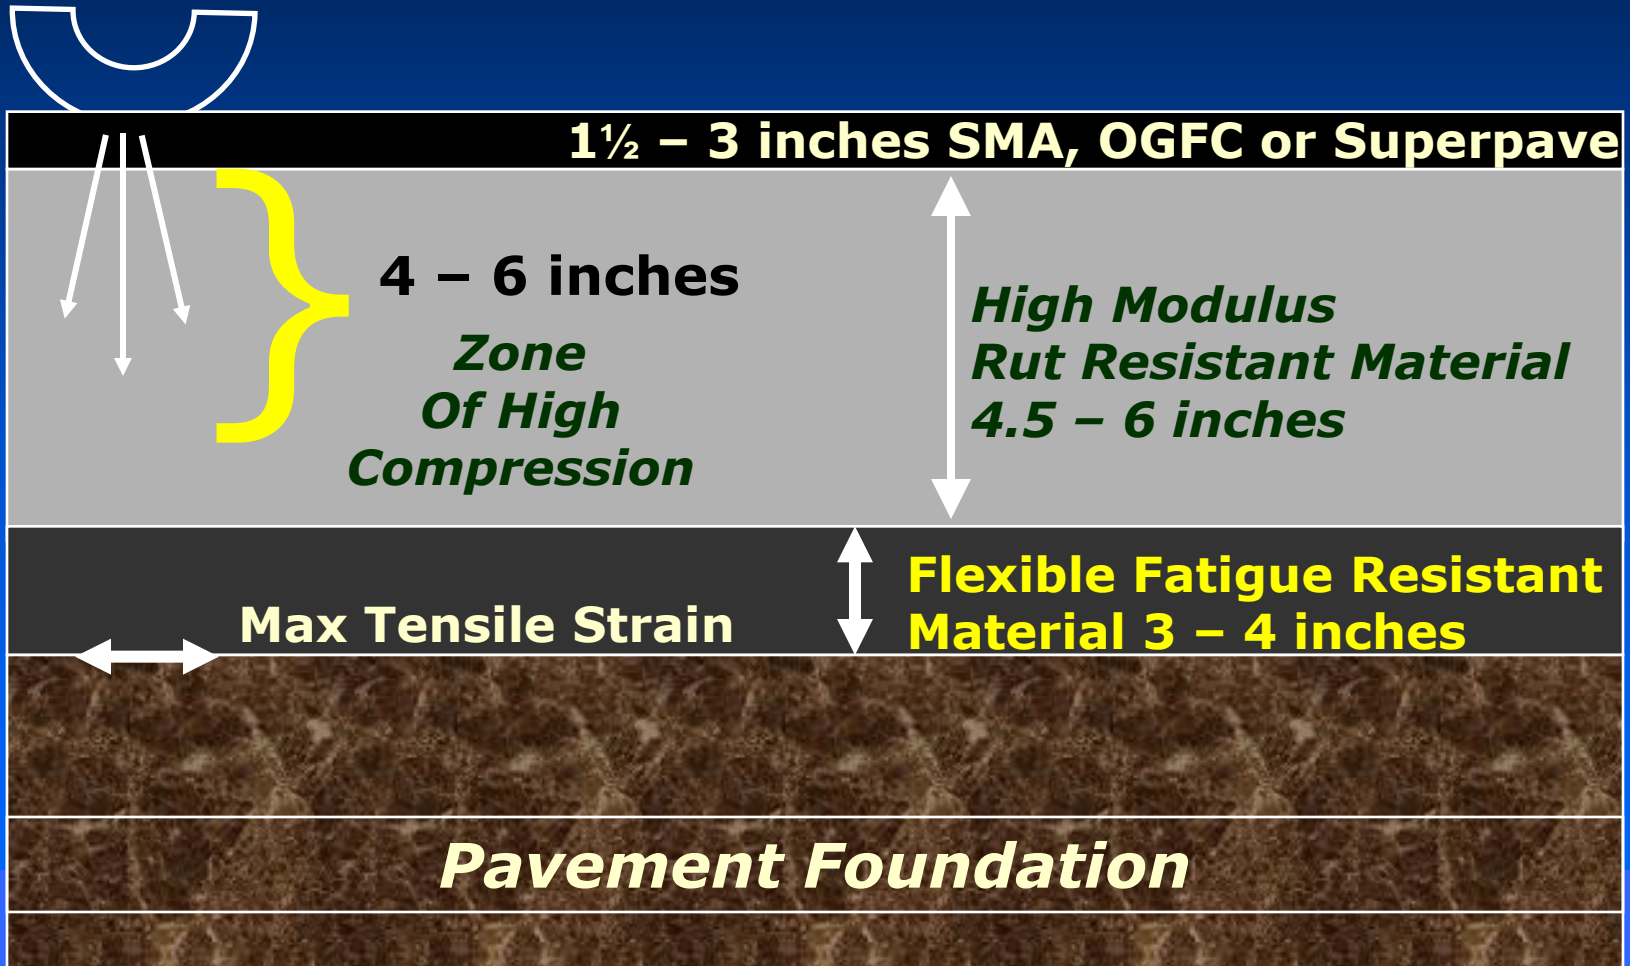 1½ – 3 inches SMA, OGFC or Superpave
4 – 6 inches
Zone
Of High
Compression
High Modulus
Rut Resistant Material
4.5 – 6 inches
Max Tensile Strain
Flexible Fatigue Resistant
Material 3 – 4 inches
Pavement Foundation